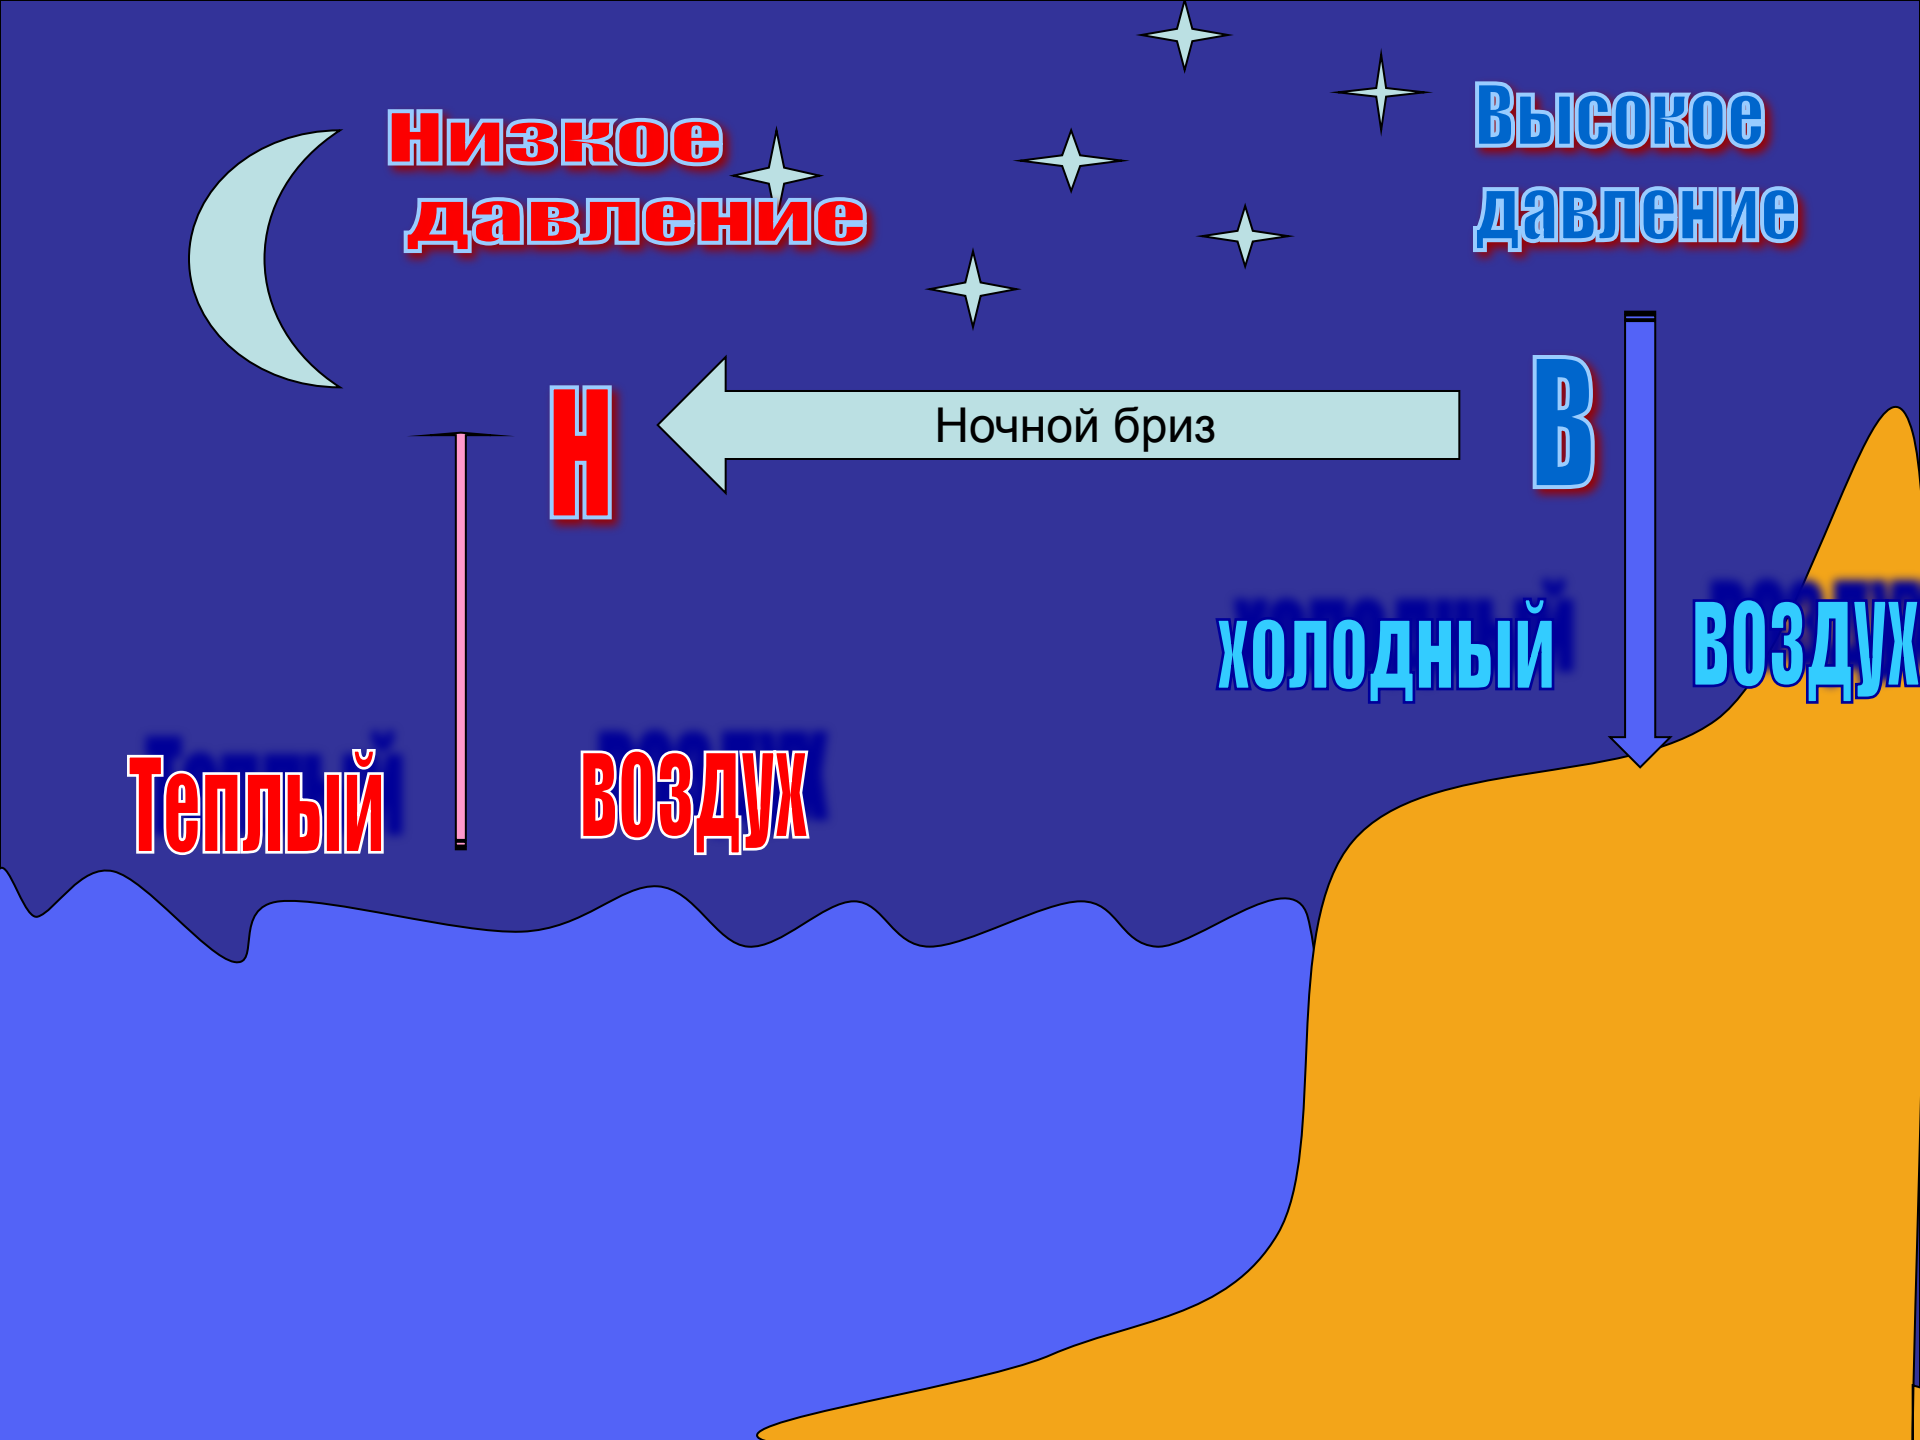 Низкое
давление
Высокое
давление
Н
Ночной бриз
В
холодный
воздух
Теплый
воздух